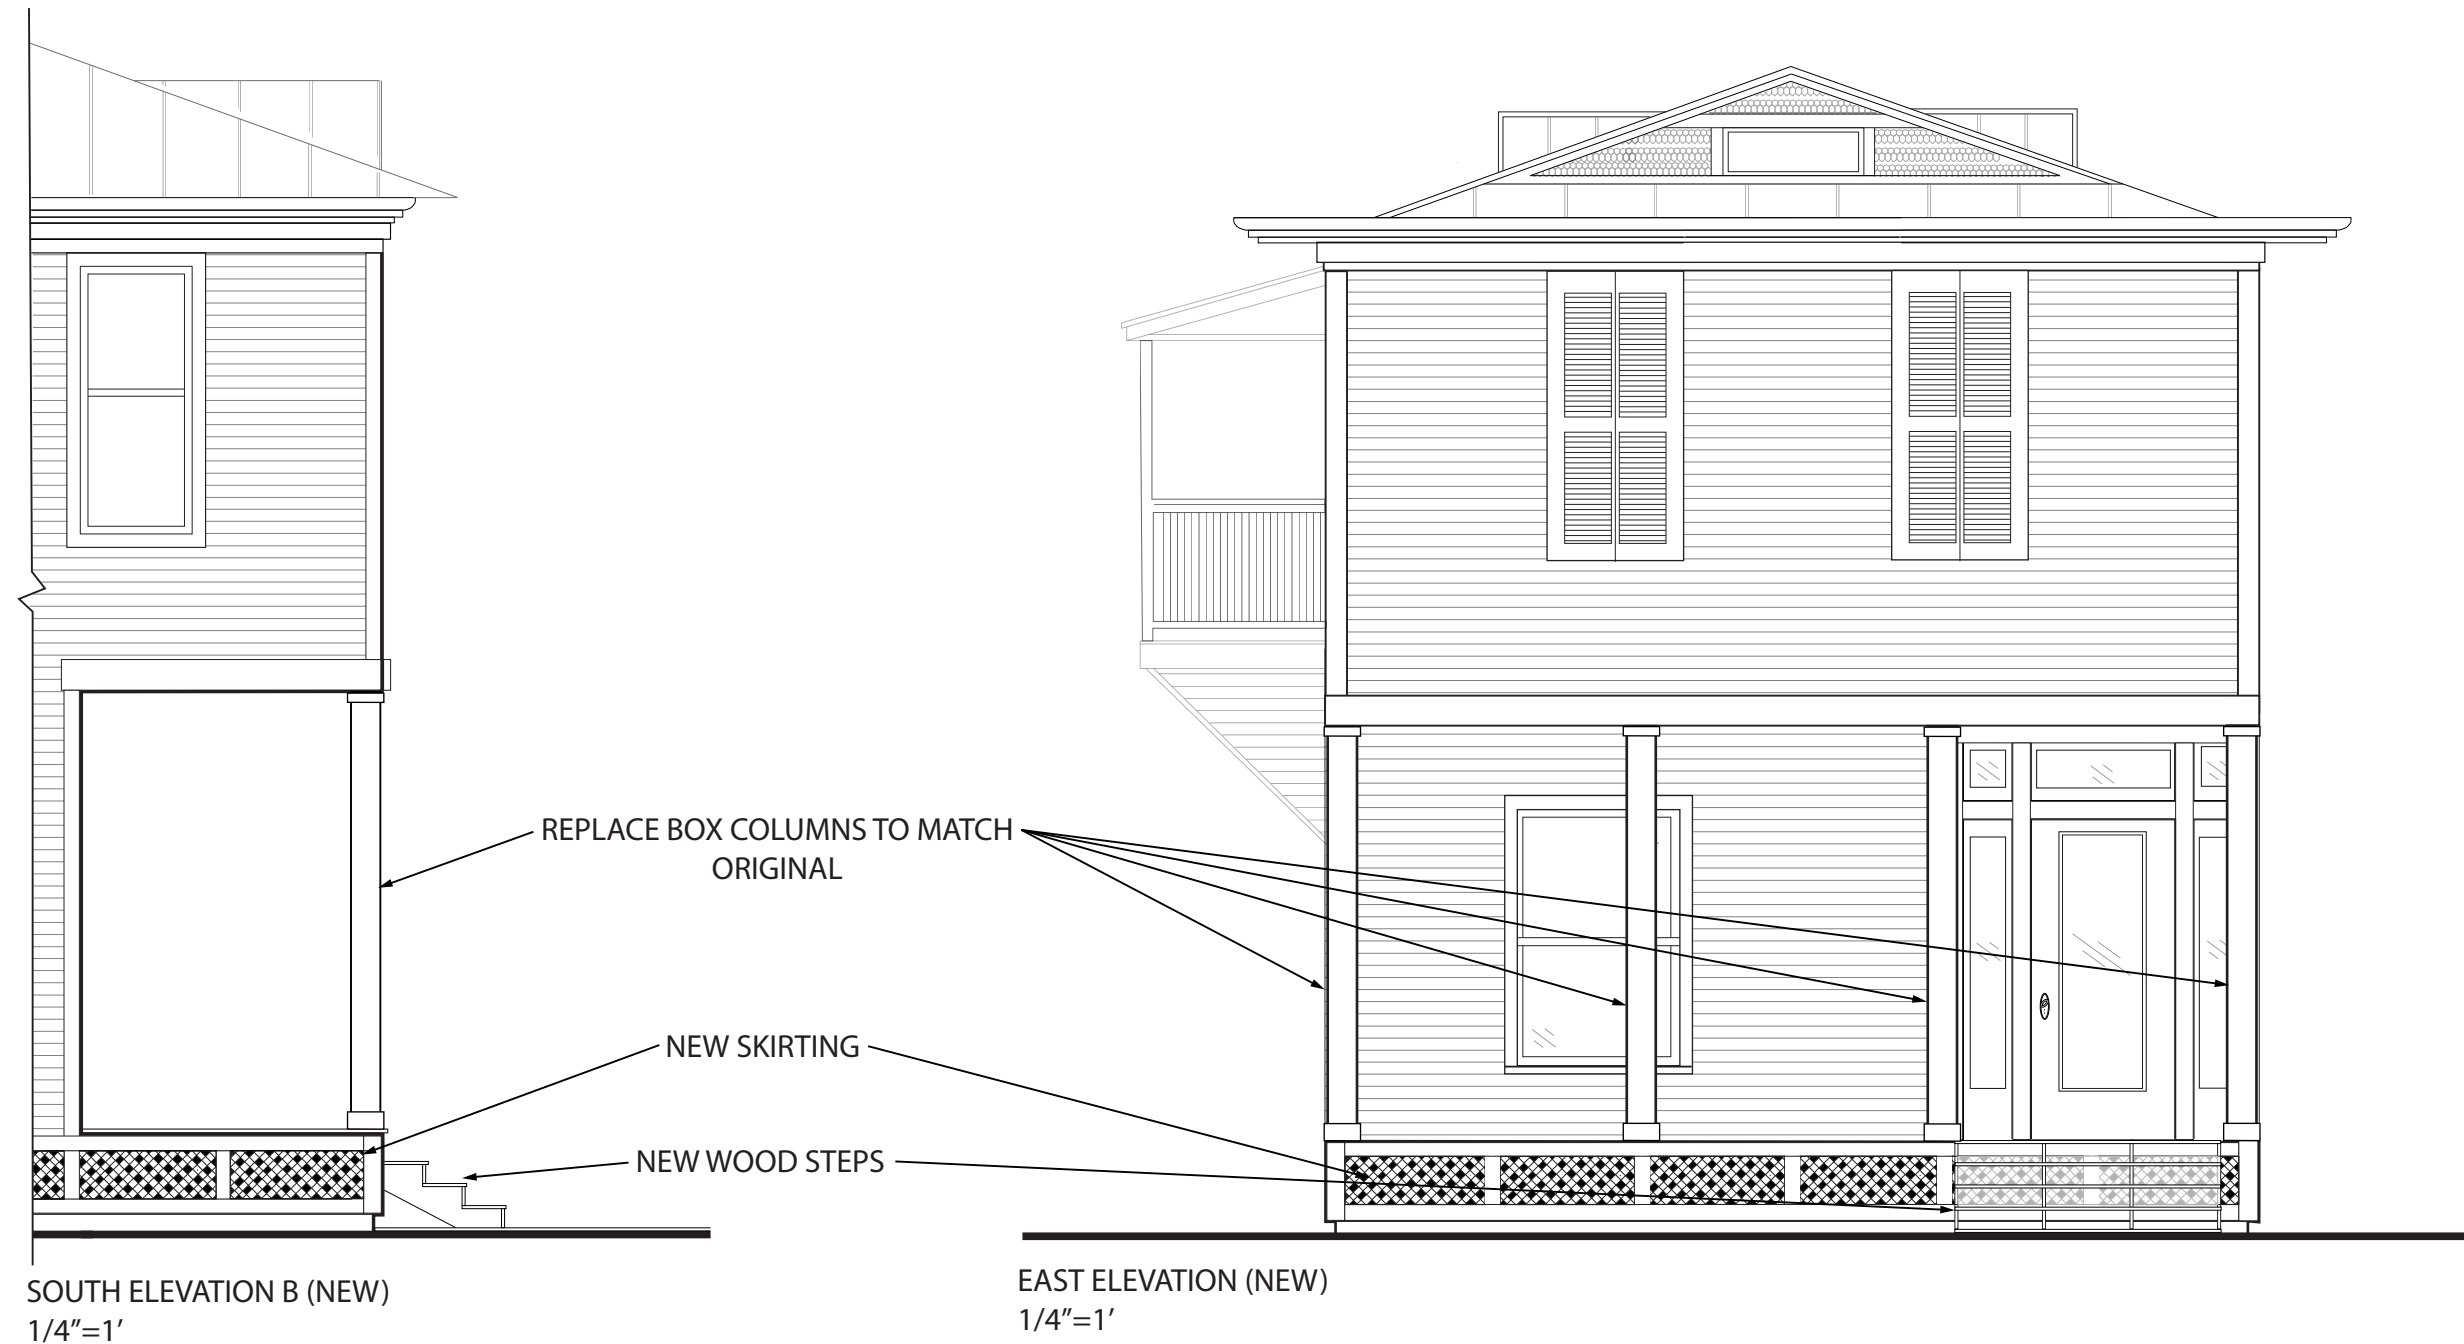 REPLACE BOX COLUMNS TO MATCH
ORIGINAL
NEW SKIRTING
NEW WOOD STEPS
SOUTH ELEVATION B (NEW)
1/4”=1’
EAST ELEVATION (NEW)
1/4”=1’